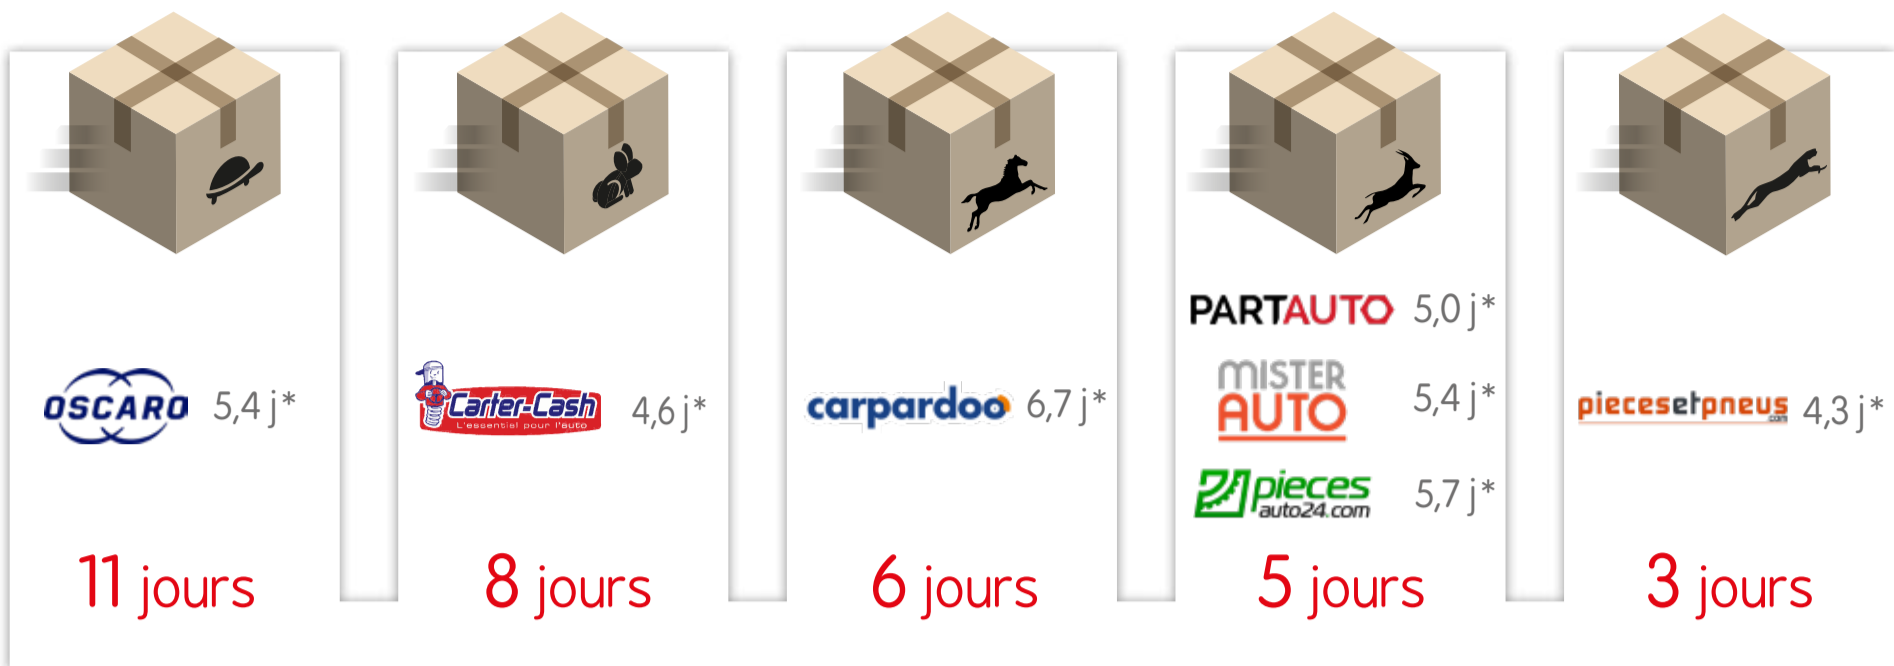 OSCARO 5,4 j*
11 jours
Carter-Cash 4,6 j*
L'essentiel pour l'auto
8 jours
carpardoo 6,7 j*
6 jours
PARTAUTO 5,0 j*
MISTER
AUTO 5,4 j*
pieces
auto24.com 5,7 j*
5 jours
piecesetpneus 4,3 j*
.com
3 jours